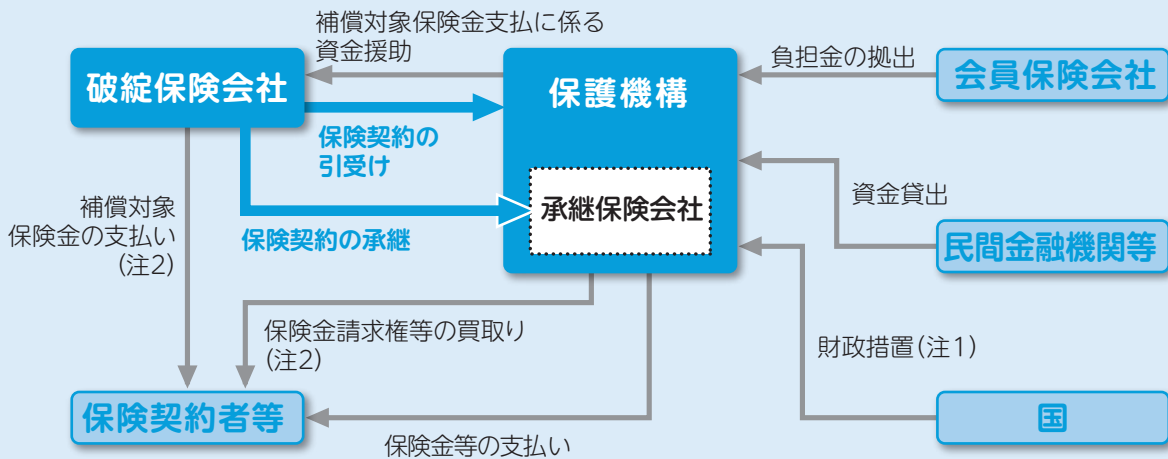 補償対象保険金支払に係る
資金援助
破綻保険会社
保護機構
負担金の拠出
会員保険会社
保険契約の
引受け
承継保険会社
資金貸出
補償対象
保険金の支払い
(注2)
保険契約の承継
民間金融機関等
保険金請求権等の買取り
(注2)
財政措置(注1)
保険契約者等
国
保険金等の支払い